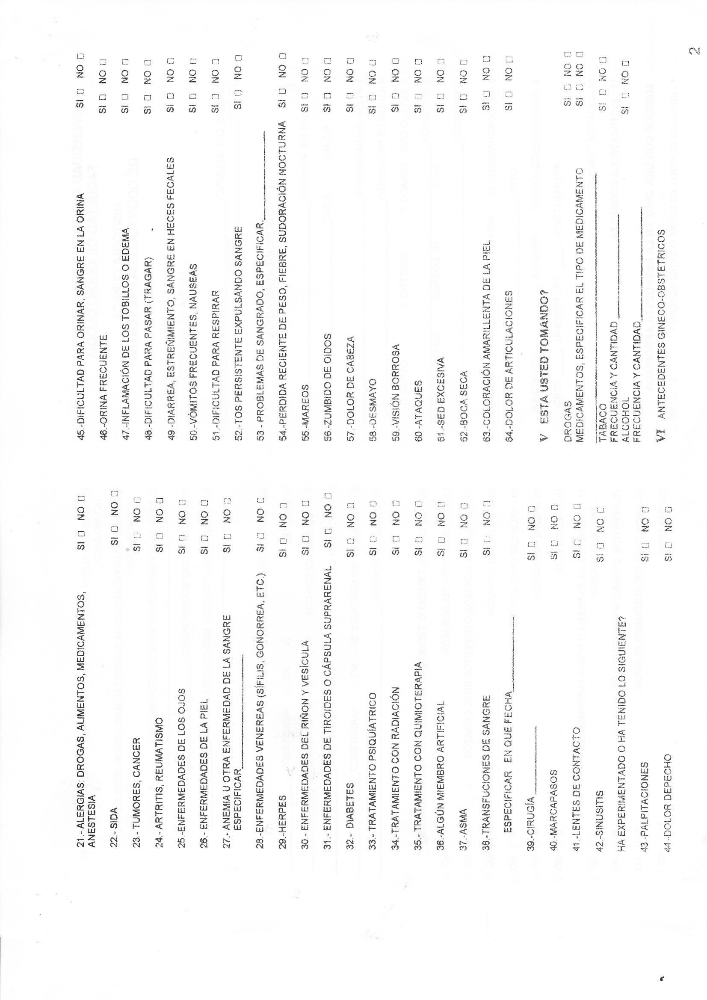 21.- ALERGIAS: DROGAS, ALIMENTOS, MEDICAMENTOS, SI □ NO □
ANESTESIA
22.- SIDA SI □ NO □
23.- TUMORES, CANCER SI □ NO □
24.- ARTRITIS, REUMATISMO SI □ NO □
25.-ENFERMEDADES DE LOS OJOS SI □ NO □
26.- ENFERMEDADES DE LA PIEL SI □ NO □
27.- ANEMIA U OTRA ENFERMEDAD DE LA SANGRE SI □ NO □
ESPECIFICAR____________
28.-ENFERMEDADES VENEREAS (SÍFILIS, GONORREA, ETC.) SI □ NO □
29.-HERPES SI □ NO □
30.- ENFERMEDADES DEL RIÑON Y VESÍCULA SI □ NO □
31.- ENFERMEDADES DE TIROIDES O CÁPSULA SUPRARENAL SI □ NO □
32.- DIABETES SI □ NO □
33.- TRATAMIENTO PSIQUÍATRICO SI □ NO □
34.-TRATAMIENTO CON RADIACIÓN SI □ NO □
35.- TRATAMIENTO CON QUIMIOTERAPIA SI □ NO □
36.-ALGÚN MIEMBRO ARTIFICIAL SI □ NO □
37.-ASMA SI □ NO □
38.-TRANSFUCIONES DE SANGRE SI □ NO □
ESPECIFICAR EN QUE FECHA____________
39.-CIRUGÍA____________ SI □ NO □
40.-MARCAPASOS SI □ NO □
41.-LENTES DE CONTACTO SI □ NO □
42.-SINUSITIS SI □ NO □
HA EXPERIMENTADO O HA TENIDO LO SIGUIENTE?
43.-PALPITACIONES SI □ NO □
44.-DOLOR DEPECHO SI □ NO □
45.-DIFICULTAD PARA ORINAR, SANGRE EN LA ORINA SI □ NO □
46.-ORINA FRECUENTE SI □ NO □
47.-INFLAMACIÓN DE LOS TOBILLOS O EDEMA SI □ NO □
48.-DIFICULTAD PARA PASAR (TRAGAR) SI □ NO □
49.-DIARREA, ESTREÑIMIENTO, SANGRE EN HECES FECALES SI □ NO □
50.-VÓMITOS FRECUENTES, NAUSEAS SI □ NO □
51.-DIFICULTAD PARA RESPIRAR SI □ NO □
52.-TOS PERSISTENTE EXPULSANDO SANGRE SI □ NO □
53.- PROBLEMAS DE SANGRADO, ESPECIFICAR.____________
54.-PERDIDA RECIENTE DE PESO, FIEBRE, SUDORACIÓN NOCTURNA SI □ NO □
55.-MAREOS SI □ NO □
56.-ZUMBIDO DE OIDOS SI □ NO □
57.-DOLOR DE CABEZA SI □ NO □
58.-DESMAYO SI □ NO □
59.-VISIÓN BORROSA SI □ NO □
60.-ATAQUES SI □ NO □
61.-SED EXCESIVA SI □ NO □
62.-BOCA SECA SI □ NO □
63.-COLORACIÓN AMARILLENTA DE LA PIEL SI □ NO □
64.-DOLOR DE ARTICULACIONES SI □ NO □
V ESTA USTED TOMANDO?
DROGAS SI □ NO □
MEDICAMENTOS, ESPECIFICAR EL TIPO DE MEDICAMENTO SI □ NO □
____________
TABACO SI □ NO □
FRECUENCIA Y CANTIDAD____________
ALCOHOL SI □ NO □
FRECUENCIA Y CANTIDAD____________
VI ANTECEDENTES GINECO-OBSTETRICOS
2